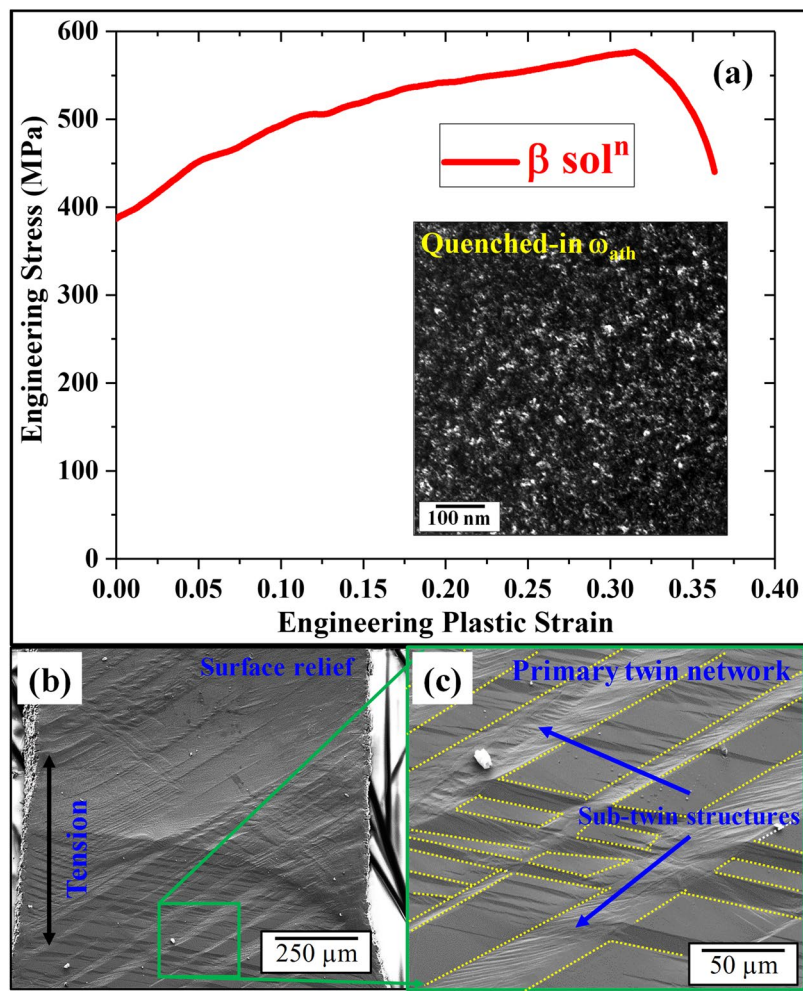 600
500
400
300
200
100
0
Engineering Stress (MPa)
(a)
β solⁿ
Quenched-in ωₐₜₕ
100 nm
0.00 0.05 0.10 0.15 0.20 0.25 0.30 0.35 0.40
Engineering Plastic Strain
(b)
Surface relief
Tension
250 µm
(c)
Primary twin network
Sub-twin structures
50 µm